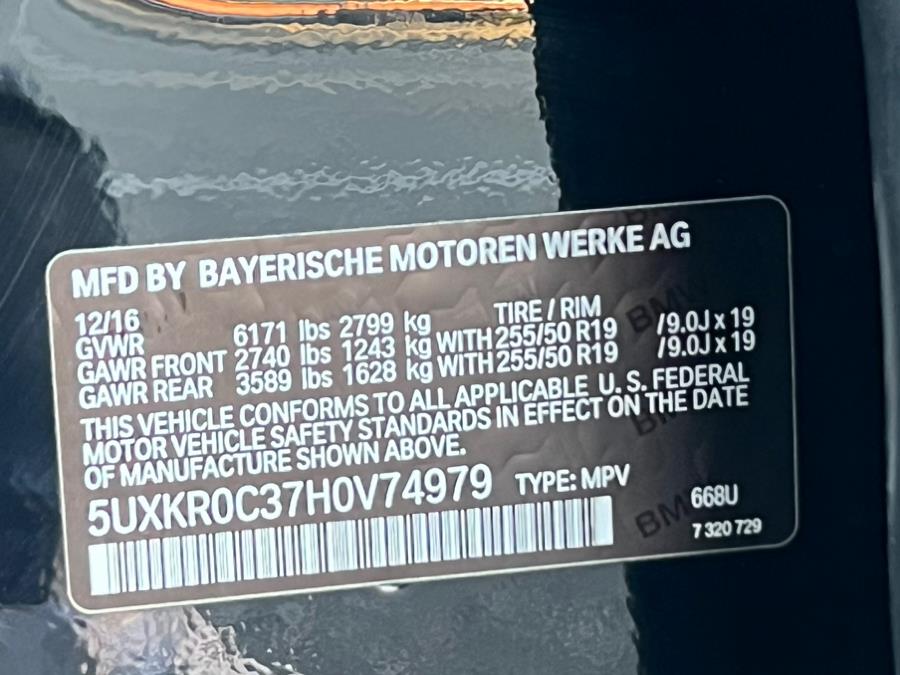 MFD BY BAYERISCHE MOTOREN WERKE AG
12/16 TIRE / RIM
GVWR 6171 lbs 2799 kg
GAWR FRONT 2740 lbs 1243 kg WITH 255/50 R19 /9.0J x 19
GAWR REAR 3589 lbs 1628 kg WITH 255/50 R19 /9.0J x 19
THIS VEHICLE CONFORMS TO ALL APPLICABLE U. S. FEDERAL
MOTOR VEHICLE SAFETY STANDARDS IN EFFECT ON THE DATE
OF MANUFACTURE SHOWN ABOVE.
5UXKR0C37H0V74979 TYPE: MPV 668U
7 320 729
BMW
BMW
BMW